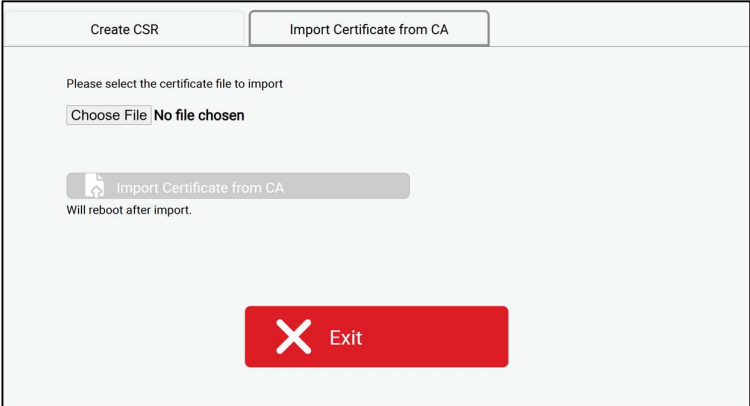 Create CSR
Import Certificate from CA
Please select the certificate file to import
Choose File No file chosen
Import Certificate from CA
Will reboot after import.
Exit